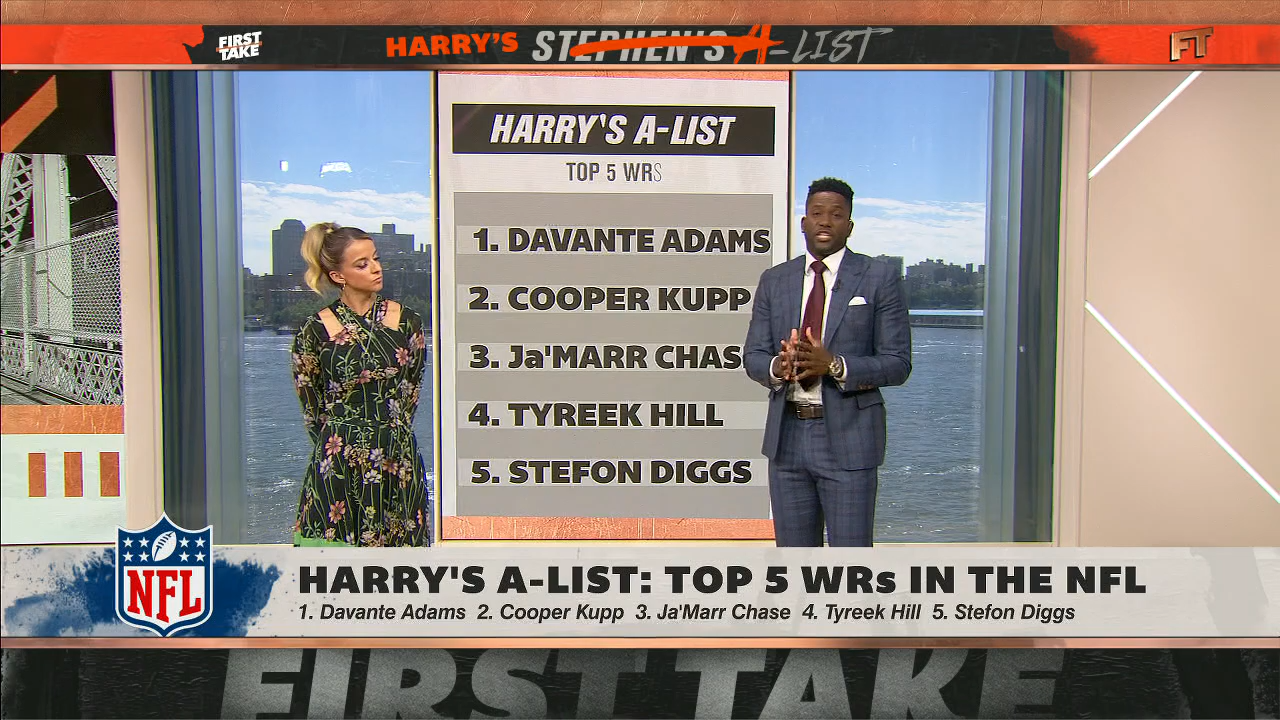 FIRST
TAKE
HARRY'S STEPHEN'S A-LIST
FT
HARRY'S A-LIST
TOP 5 WRS
1. DAVANTE ADAMS
2. COOPER KUPP
3. Ja'MARR CHAS
4. TYREEK HILL
5. STEFON DIGGS
NFL
HARRY'S A-LIST: TOP 5 WRs IN THE NFL
1. Davante Adams 2. Cooper Kupp 3. Ja'Marr Chase 4. Tyreek Hill 5. Stefon Diggs
FIRST TAKE